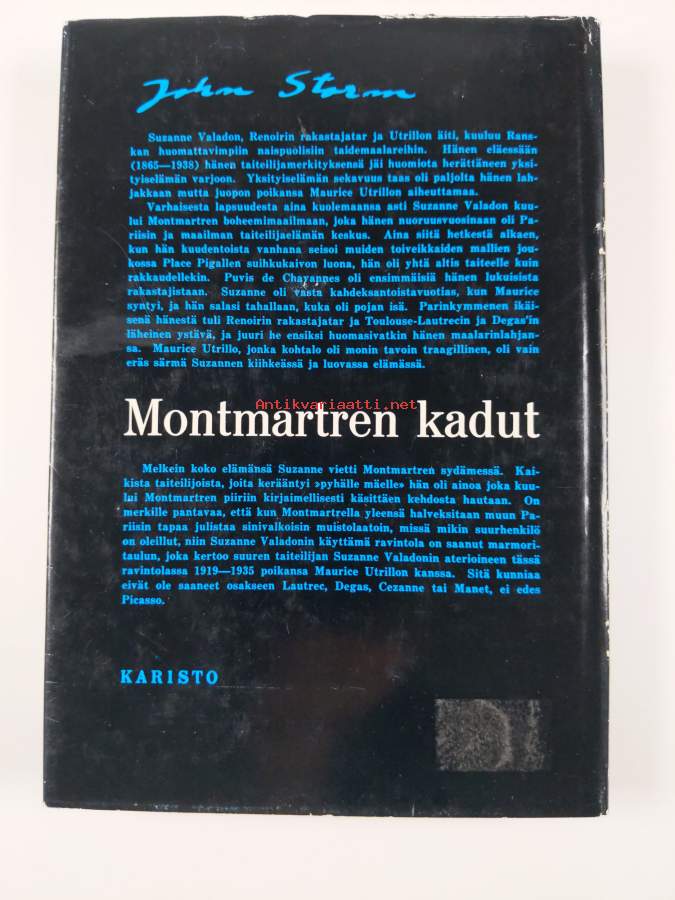 John Storm
Suzanne Valadon, Renoirin rakastajatar ja Utrillon äiti, kuuluu Rans-
kan huomattavimpiin naispuolisiin taidemaalareihin. Hänen eläessään
(1865—1938) hänen taiteilijamerkityksensä jäi huomiota herättäneen yksi-
tyiselämän varjoon. Yksityiselämän sekavuus taas oli paljolta hänen lah-
jakkaan mutta juopon poikansa Maurice Utrillon aiheuttamaa.
Varhaisesta lapsuudesta aina kuolemaansa asti Suzanne Valadon kuu-
lui Montmartren boheemimaailmaan, joka hänen nuoruusvuosinaan oli Pa-
riisin ja maailman taiteilijaelämän keskus. Aina siitä hetkestä alkaen,
kun hän kuudentoista vanhana seisoi muiden toiveikkaiden mallien jou-
kossa Place Pigallen suihkukaivon luona, hän oli yhtä altis taiteelle kuin
rakkaudellekin. Puvis de Chavannes oli ensimmäisiä hänen lukuisista
rakastajistaan. Suzanne oli vasta kahdeksantoistavuotias, kun Maurice
syntyi, ja hän salasi tahallaan, kuka oli pojan isä. Parinkymmenen ikäi-
senä hänestä tuli Renoirin rakastajatar ja Toulouse-Lautrecin ja Degas'in
läheinen ystävä, ja juuri he ensiksi huomasivatkin hänen maalarinlahjan-
sa. Maurice Utrillo, jonka kohtalo oli monin tavoin traagillinen, oli vain
eräs särmä Suzannen kiihkeässä ja luovassa elämässä.
Antikvariaatti.net
Montmartren kadut
Melkein koko elämänsä Suzanne vietti Montmartren sydämessä. Kai-
kista taiteilijoista, joita kerääntyi »pyhälle mäelle» hän oli ainoa joka kuu-
lui Montmartren piiriin kirjaimellisesti käsittäen kehdosta hautaan. On
merkille pantavaa, että kun Montmartrella yleensä halveksitaan muun Pa-
riisin tapaa julistaa sinivalkoisin muistolaatoin, missä mikin suurhenkilö
on oleillut, niin Suzanne Valadonin käyttämä ravintola on saanut marmori-
taulun, joka kertoo suuren taiteilijan Suzanne Valadonin aterioineen tässä
ravintolassa 1919—1935 poikansa Maurice Utrillon kanssa. Sitä kunniaa
eivät ole saaneet osakseen Lautrec, Degas, Cezanne tai Manet, ei edes
Picasso.
KARISTO